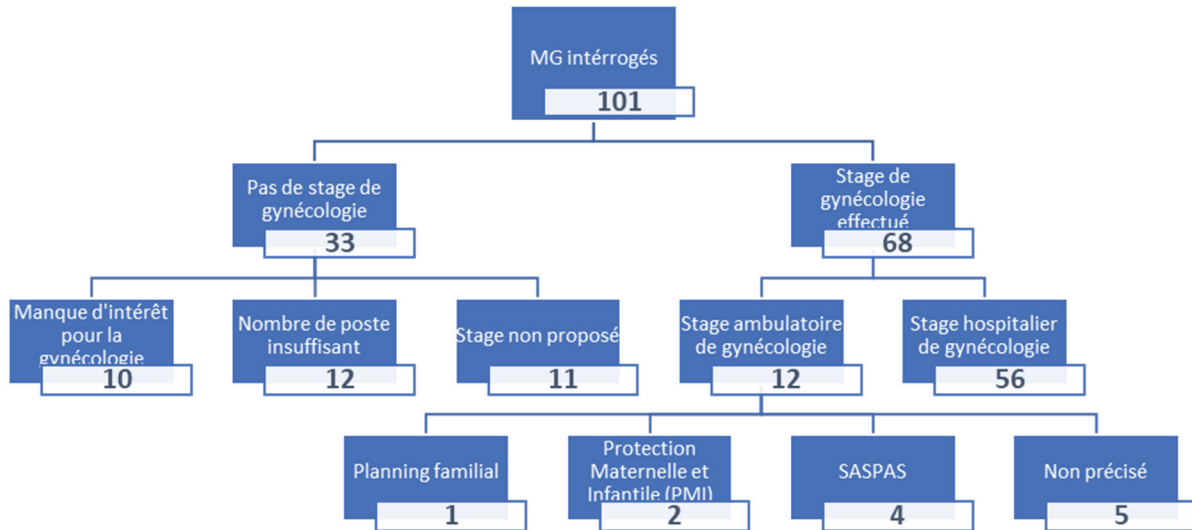 MG intérrogés
101
Pas de stage de
gynécologie
33
Stage de
gynécologie
effectué
68
Manque d'intérêt
pour la
gynécologie
10
Nombre de poste
insuffisant
12
Stage non proposé
11
Stage ambulatoire
de gynécologie
12
Stage hospitalier
de gynécologie
56
Planning familial
1
Protection
Maternelle et
Infantile (PMI)
2
SASPAS
4
Non précisé
5